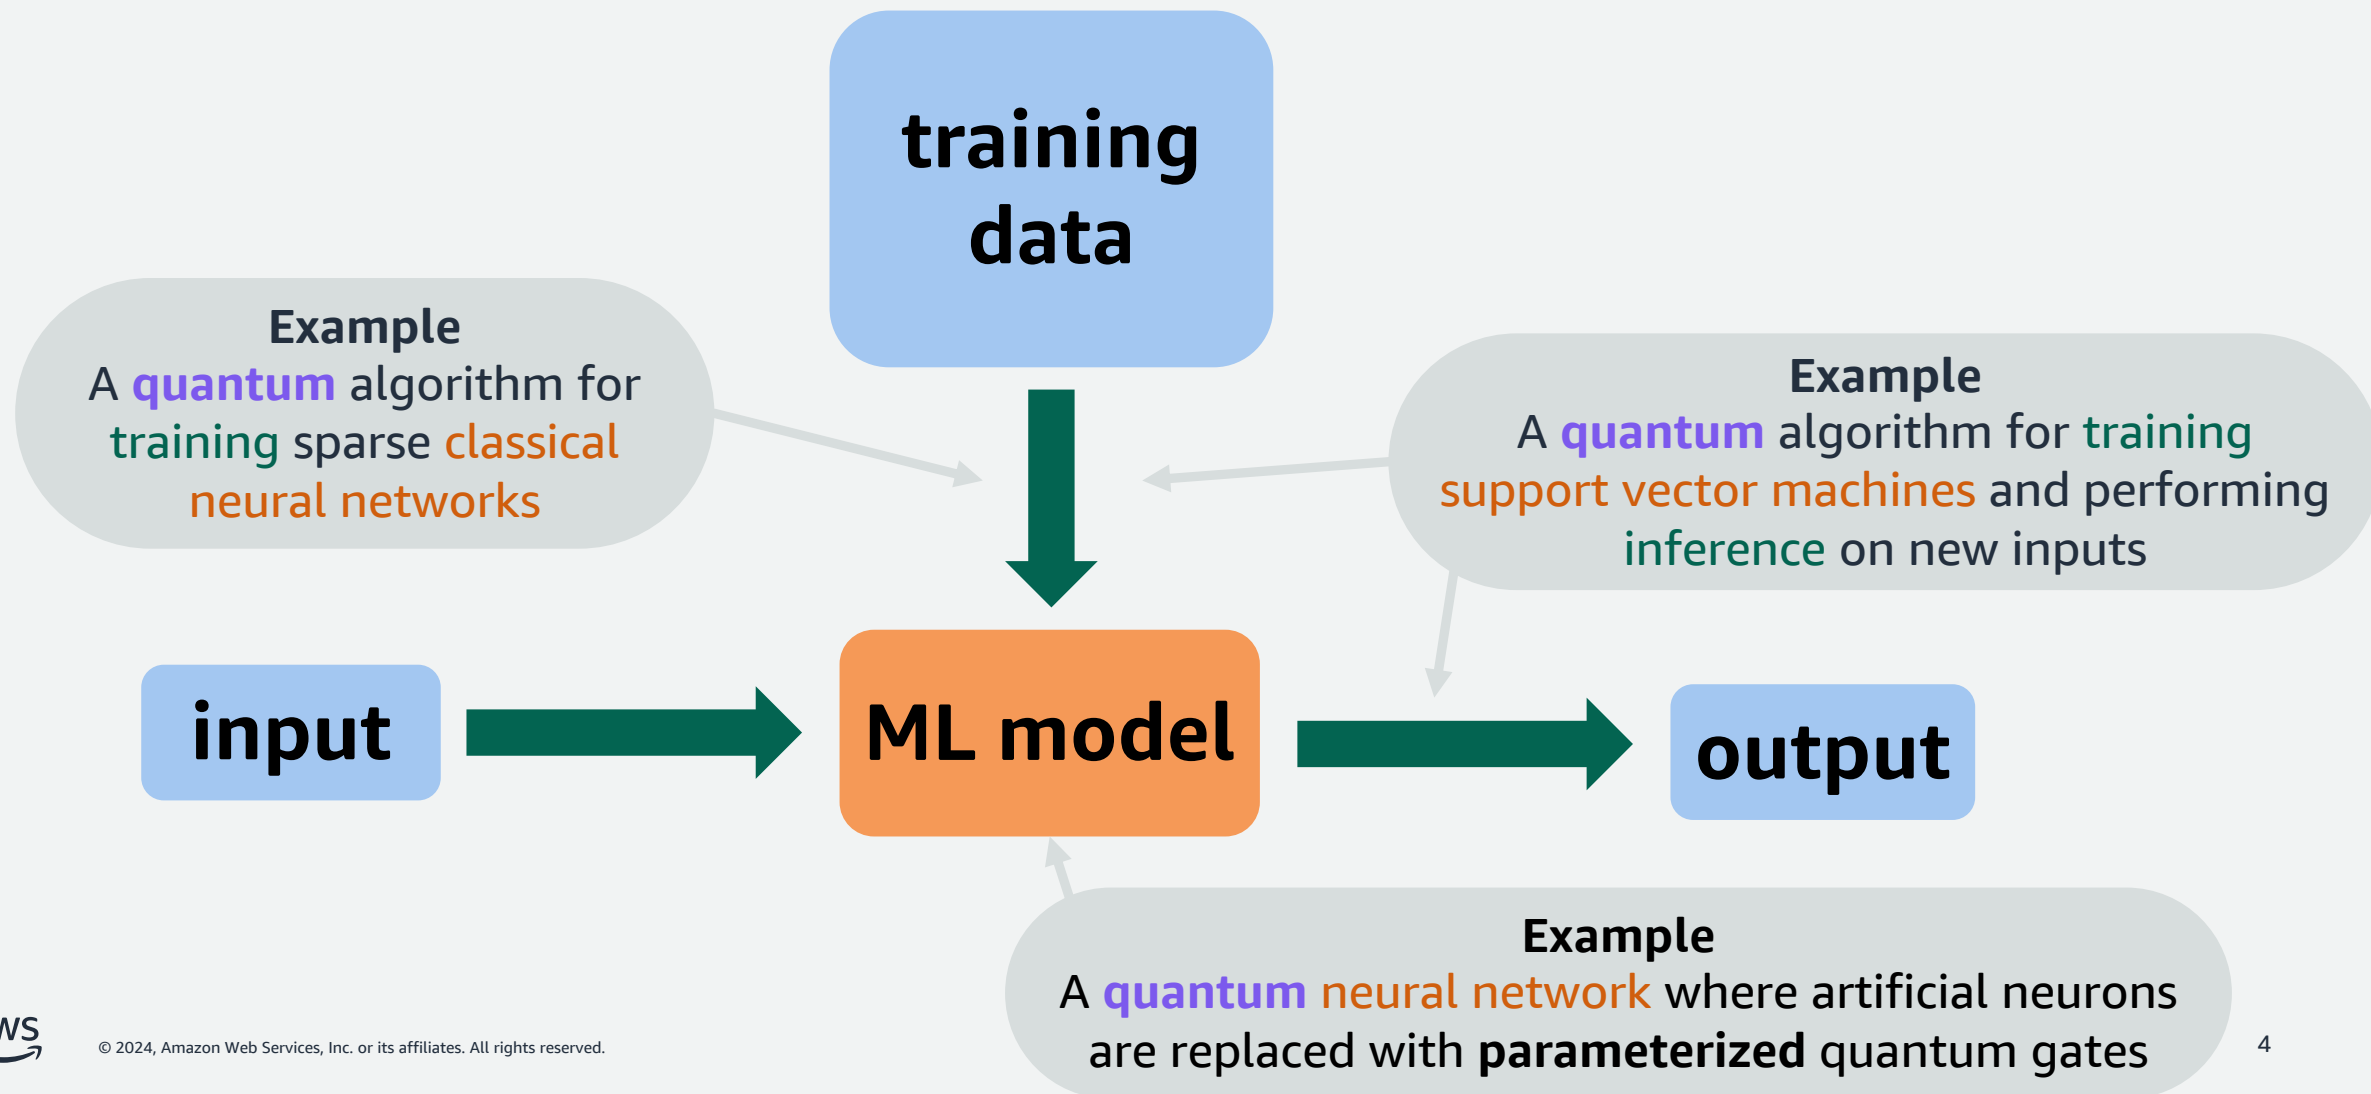 training
data
Example
A quantum algorithm for
training sparse classical
neural networks
Example
A quantum algorithm for training
support vector machines and performing
inference on new inputs
input
ML model
output
Example
A quantum neural network where artificial neurons
are replaced with parameterized quantum gates
ws
© 2024, Amazon Web Services, Inc. or its affiliates. All rights reserved.
4